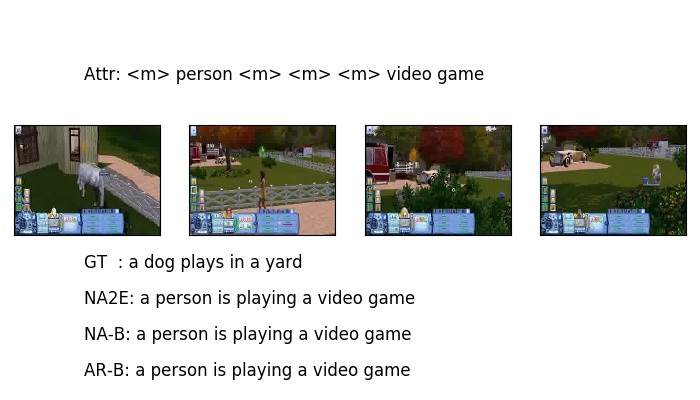 Attr: <m> person <m> <m> <m> video game
GT : a dog plays in a yard
NA2E: a person is playing a video game
NA-B: a person is playing a video game
AR-B: a person is playing a video game